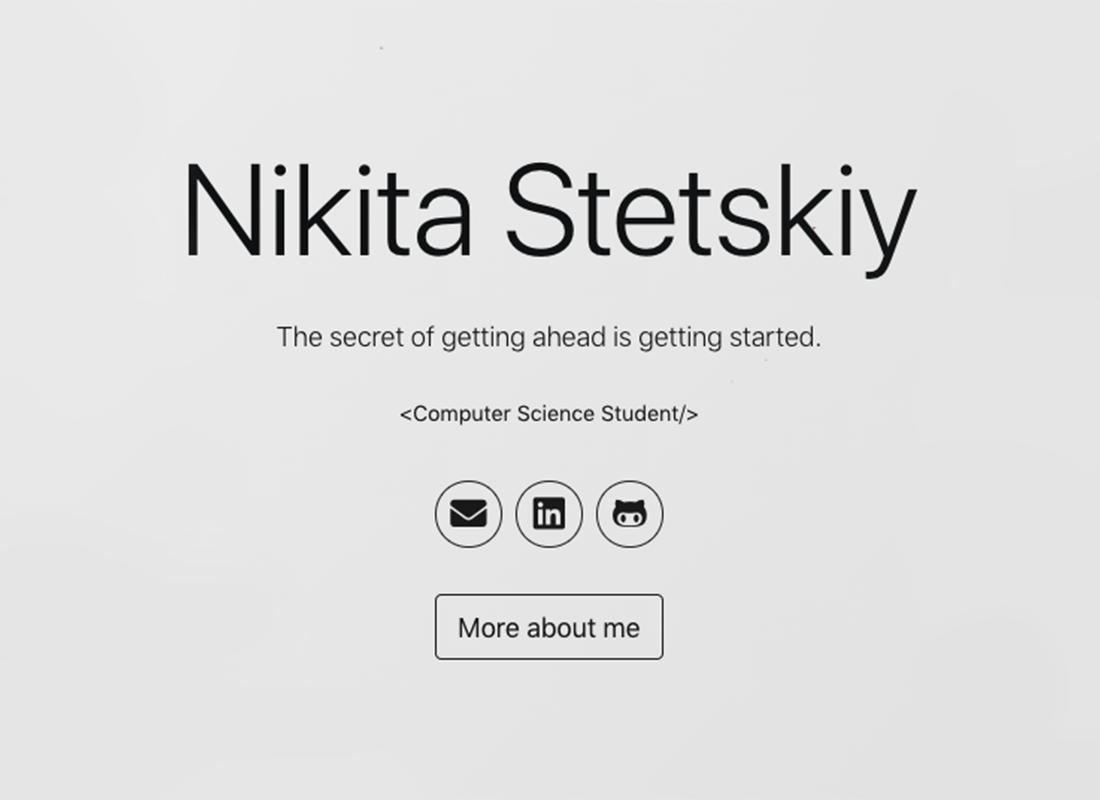 Nikita Stetskiy
The secret of getting ahead is getting started.
<Computer Science Student/>
in
More about me